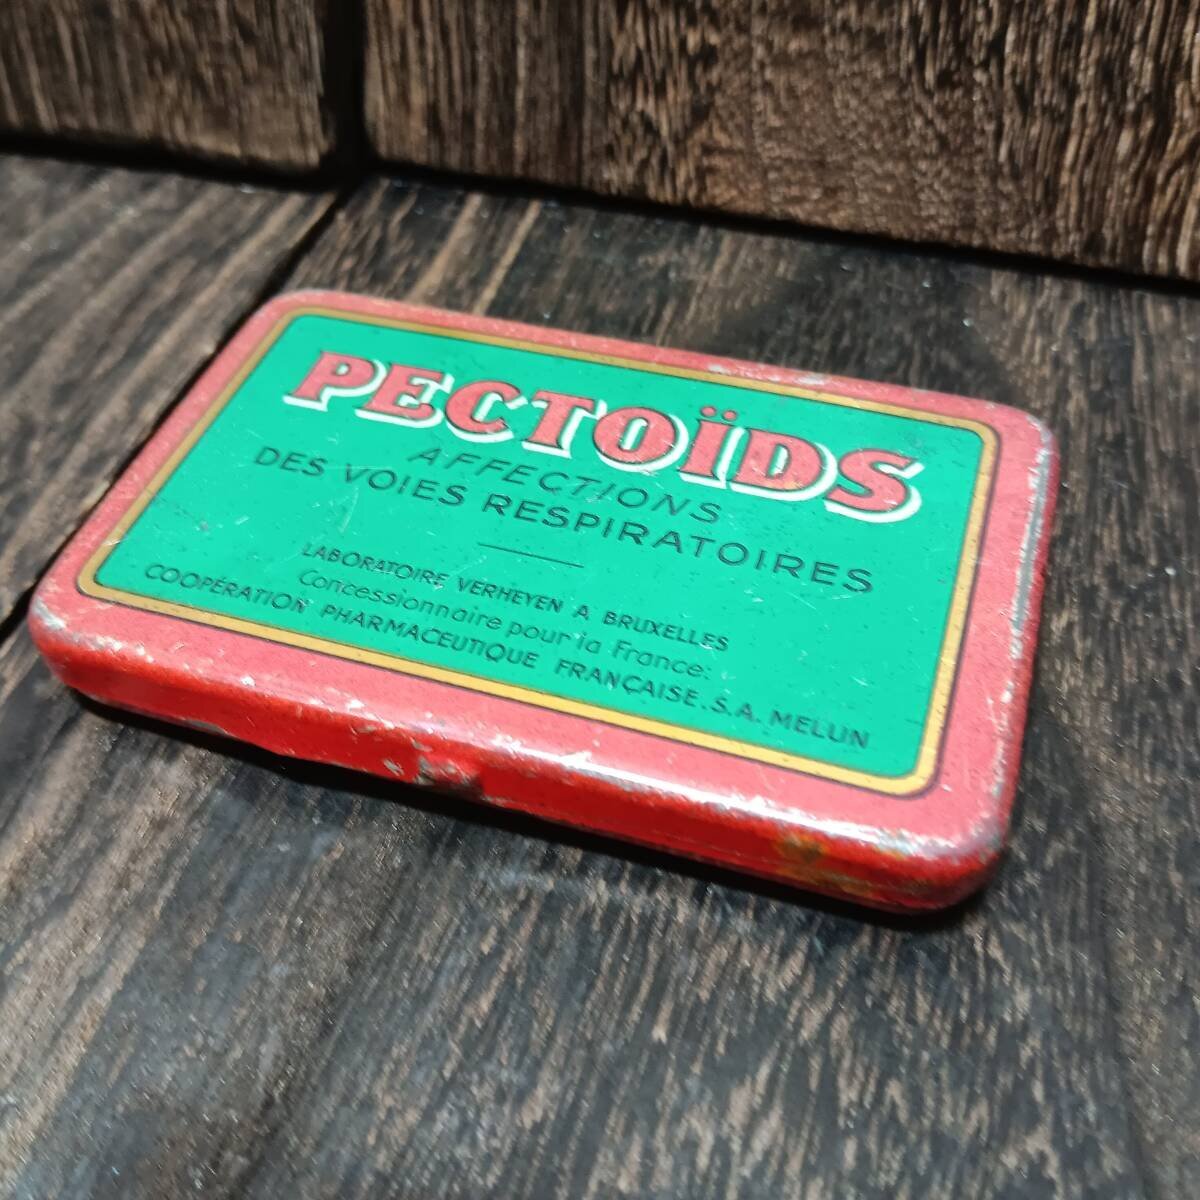 PECTOÏDS
AFFECTIONS
DES VOIES RESPIRATOIRES
LABORATOIRE VERHEYEN A BRUXELLES
Concessionnaire pour la France:
COOPÉRATION PHARMACEUTIQUE FRANÇAISE.S.A. MELUN